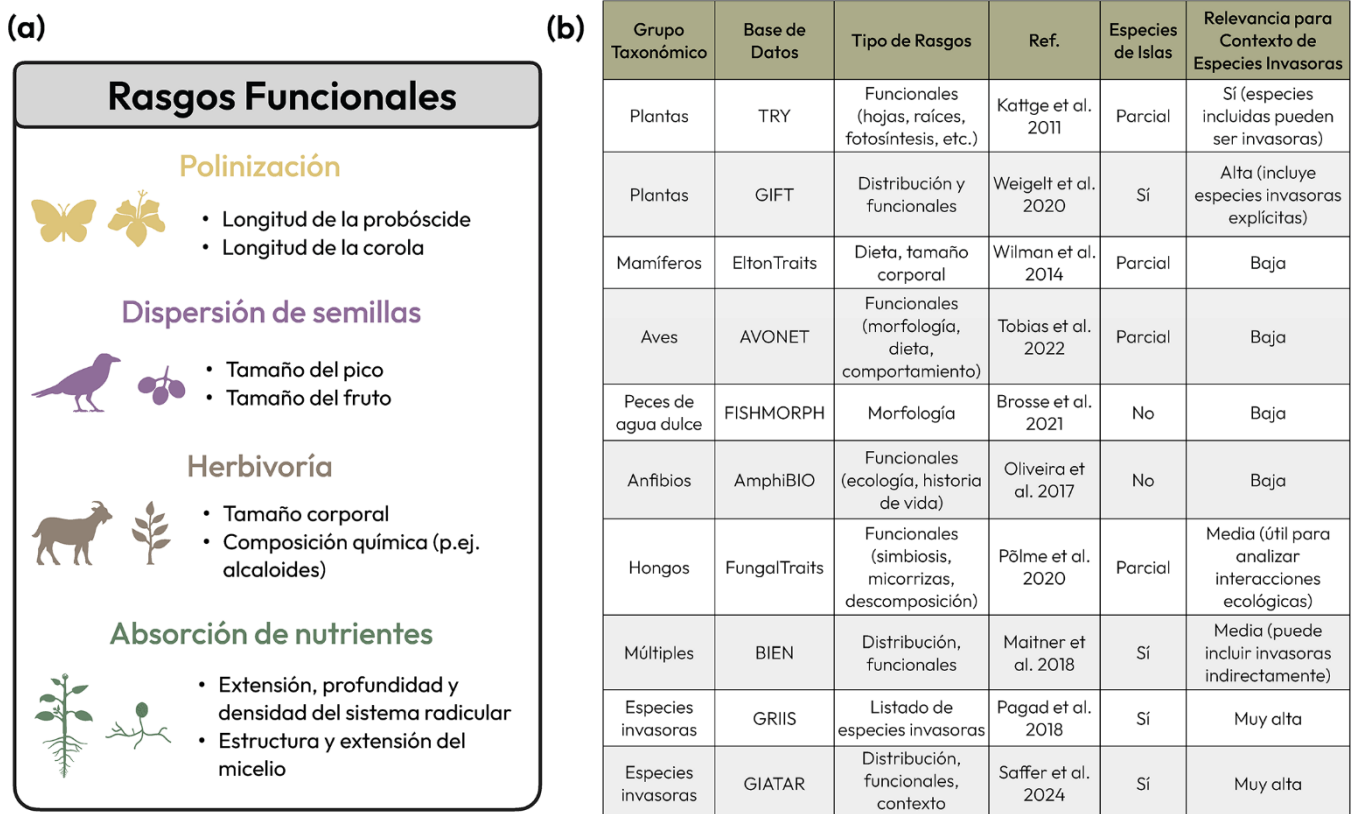 (a)
Rasgos Funcionales
Polinización
• Longitud de la probóscide
• Longitud de la corola
Dispersión de semillas
• Tamaño del pico
• Tamaño del fruto
Herbivoría
• Tamaño corporal
• Composición química (p.ej.
alcaloides)
Absorción de nutrientes
• Extensión, profundidad y
densidad del sistema radicular
• Estructura y extensión del
micelio
(b)
Grupo
Taxonómico
Base de
Datos
Tipo de Rasgos
Ref.
Especies
de Islas
Relevancia para
Contexto de
Especies Invasoras
Plantas
TRY
Funcionales
(hojas, raíces,
fotosíntesis, etc.)
Kattge et al.
2011
Parcial
Sí (especies
incluidas pueden
ser invasoras)
Plantas
GIFT
Distribución y
funcionales
Weigelt et al.
2020
Sí
Alta (incluye
especies invasoras
explícitas)
Mamíferos
EltonTraits
Dieta, tamaño
corporal
Wilman et al.
2014
Parcial
Baja
Aves
AVONET
Funcionales
(morfología,
dieta,
comportamiento)
Tobias et al.
2022
Parcial
Baja
Peces de
agua dulce
FISHMORPH
Morfología
Brosse et al.
2021
No
Baja
Anfibios
AmphiBIO
Funcionales
(ecología, historia
de vida)
Oliveira et
al. 2017
No
Baja
Hongos
FungalTraits
Funcionales
(simbiosis,
micorrizas,
descomposición)
Põlme et al.
2020
Parcial
Media (útil para
analizar
interacciones
ecológicas)
Múltiples
BIEN
Distribución,
funcionales
Maitner et
al. 2018
Sí
Media (puede
incluir invasoras
indirectamente)
Especies
invasoras
GRIIS
Listado de
especies invasoras
Pagad et al.
2018
Sí
Muy alta
Especies
invasoras
GIATAR
Distribución,
funcionales,
contexto
Saffer et al.
2024
Sí
Muy alta